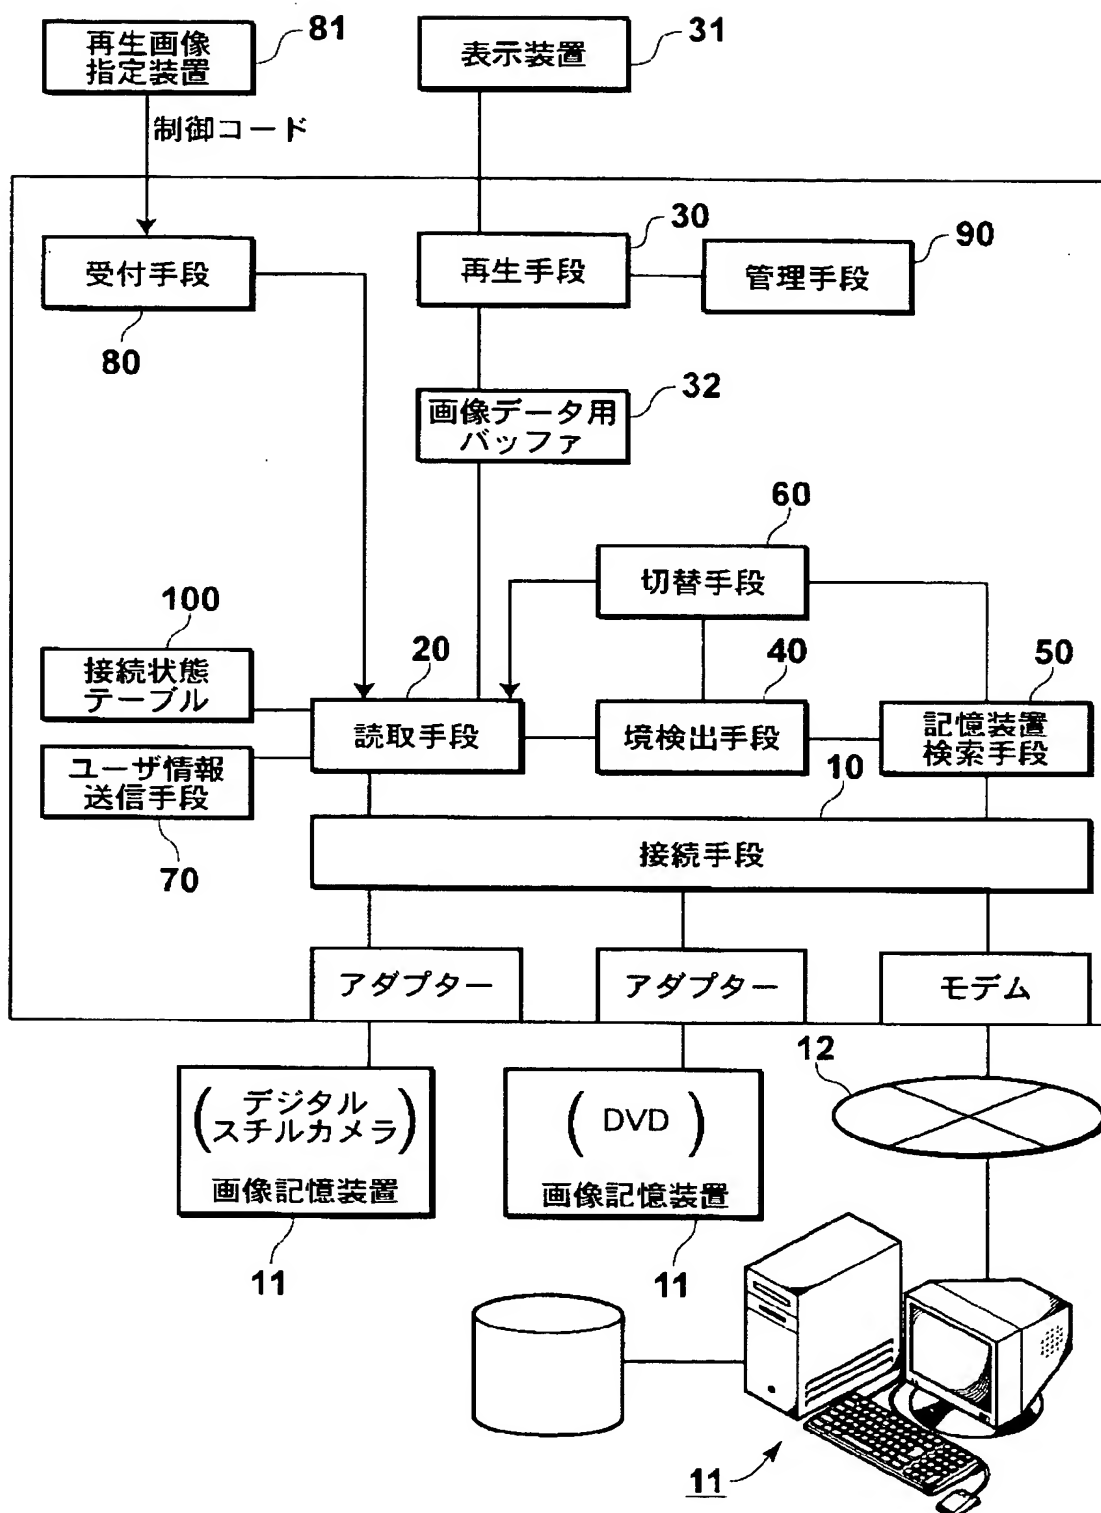 再生画像
指定装置
81
表示装置
31
制御コード
受付手段
80
再生手段
30
管理手段
90
画像データ用
バッファ
32
切替手段
60
接続状態
テーブル
100
読取手段
20
境検出手段
40
記憶装置
検索手段
50
ユーザ情報
送信手段
70
接続手段
10
アダプター
アダプター
モデム
12
(デジタル
スチルカメラ)
画像記憶装置
11
(DVD)
画像記憶装置
11
11